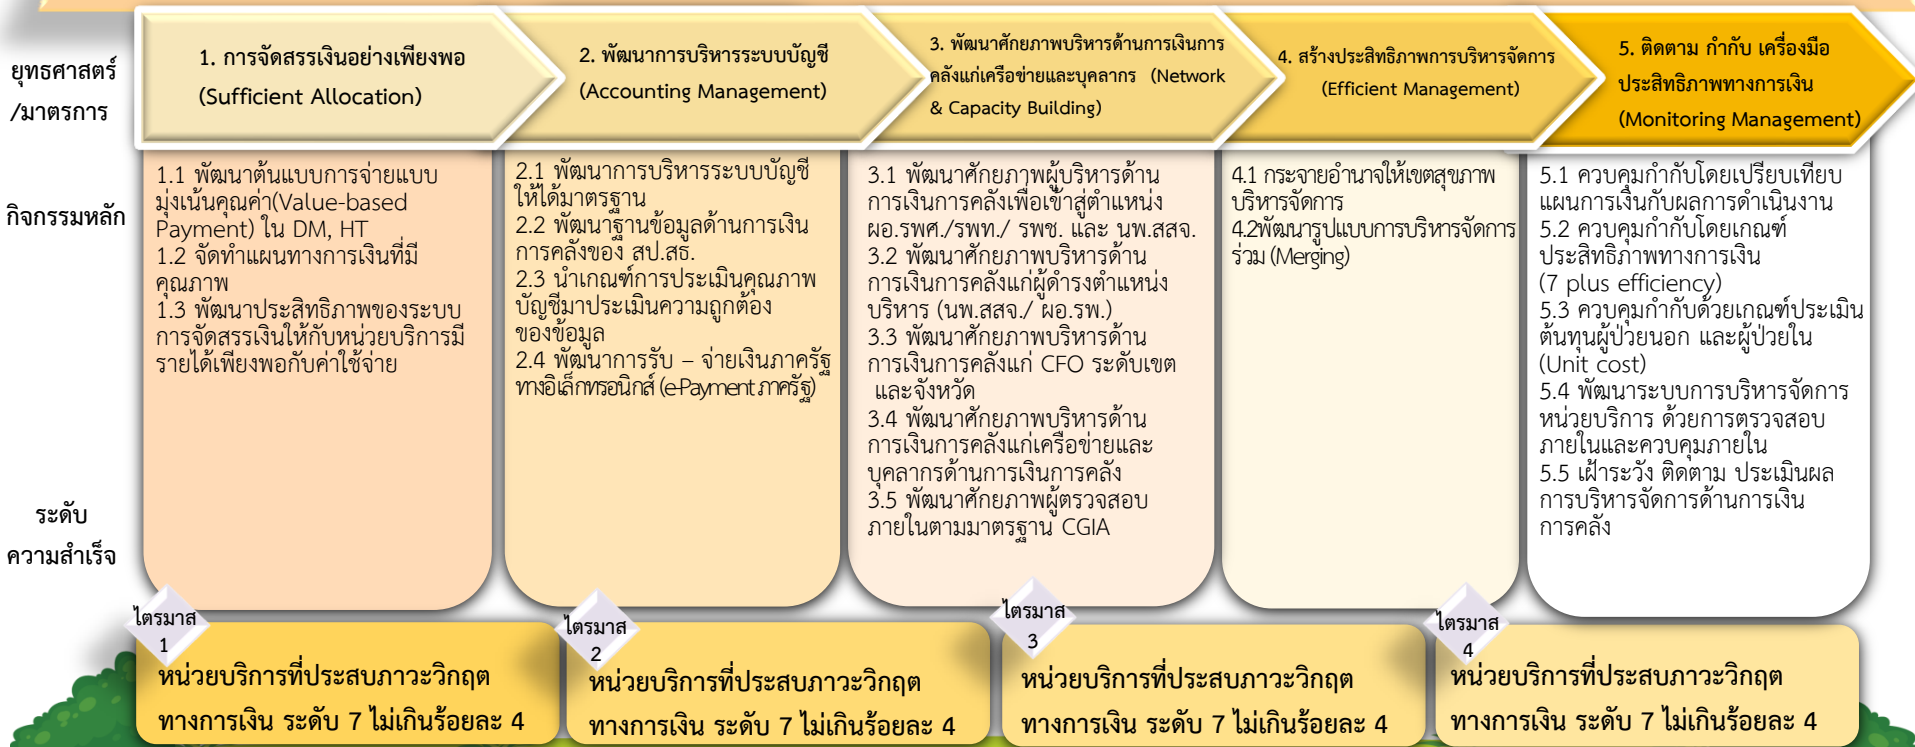 ยุทธศาสตร์
/มาตรการ
1. การจัดสรรเงินอย่างเพียงพอ
(Sufficient Allocation)
2. พัฒนาการบริหารระบบบัญชี
(Accounting Management)
3. พัฒนาศักยภาพบริหารด้านการเงินการ
คลังแก่เครือข่ายและบุคลากร (Network
& Capacity Building)
4. สร้างประสิทธิภาพการบริหารจัดการ
(Efficient Management)
5. ติดตาม กำกับ เครื่องมือ
ประสิทธิภาพทางการเงิน
(Monitoring Management)
กิจกรรมหลัก
1.1 พัฒนาต้นแบบการจ่ายแบบ
มุ่งเน้นคุณค่า(Value-based
Payment) ใน DM, HT
1.2 จัดทำแผนทางการเงินที่มี
คุณภาพ
1.3 พัฒนาประสิทธิภาพของระบบ
การจัดสรรเงินให้กับหน่วยบริการมี
รายได้เพียงพอกับค่าใช้จ่าย
2.1 พัฒนาการบริหารระบบบัญชี
ให้ได้มาตรฐาน
2.2 พัฒนาฐานข้อมูลด้านการเงิน
การคลังของ สป.สธ.
2.3 นำเกณฑ์การประเมินคุณภาพ
บัญชีมาประเมินความถูกต้อง
ของข้อมูล
2.4 พัฒนาการรับ – จ่ายเงินภาครัฐ
ทางอิเล็กทรอนิกส์ (e-Payment ภาครัฐ)
3.1 พัฒนาศักยภาพผู้บริหารด้าน
การเงินการคลังเพื่อเข้าสู่ตำแหน่ง
ผอ.รพศ./รพท./ รพช. และ นพ.สสจ.
3.2 พัฒนาศักยภาพบริหารด้าน
การเงินการคลังแก่ผู้ดำรงตำแหน่ง
บริหาร (นพ.สสจ./ ผอ.รพ.)
3.3 พัฒนาศักยภาพบริหารด้าน
การเงินการคลังแก่ CFO ระดับเขต
และจังหวัด
3.4 พัฒนาศักยภาพบริหารด้าน
การเงินการคลังแก่เครือข่ายและ
บุคลากรด้านการเงินการคลัง
3.5 พัฒนาศักยภาพผู้ตรวจสอบ
ภายในตามมาตรฐาน CGIA
4.1 กระจายอำนาจให้เขตสุขภาพ
บริหารจัดการ
4.2พัฒนารูปแบบการบริหารจัดการ
ร่วม (Merging)
5.1 ควบคุมกำกับโดยเปรียบเทียบ
แผนการเงินกับผลการดำเนินงาน
5.2 ควบคุมกำกับโดยเกณฑ์
ประสิทธิภาพทางการเงิน
(7 plus efficiency)
5.3 ควบคุมกำกับด้วยเกณฑ์ประเมิน
ต้นทุนผู้ป่วยนอก และผู้ป่วยใน
(Unit cost)
5.4 พัฒนาระบบการบริหารจัดการ
หน่วยบริการ ด้วยการตรวจสอบ
ภายในและควบคุมภายใน
5.5 เฝ้าระวัง ติดตาม ประเมินผล
การบริหารจัดการด้านการเงิน
การคลัง
ระดับ
ความสำเร็จ
ไตรมาส
1
หน่วยบริการที่ประสบภาวะวิกฤต
ทางการเงิน ระดับ 7 ไม่เกินร้อยละ 4
ไตรมาส
2
หน่วยบริการที่ประสบภาวะวิกฤต
ทางการเงิน ระดับ 7 ไม่เกินร้อยละ 4
ไตรมาส
3
หน่วยบริการที่ประสบภาวะวิกฤต
ทางการเงิน ระดับ 7 ไม่เกินร้อยละ 4
ไตรมาส
4
หน่วยบริการที่ประสบภาวะวิกฤต
ทางการเงิน ระดับ 7 ไม่เกินร้อยละ 4